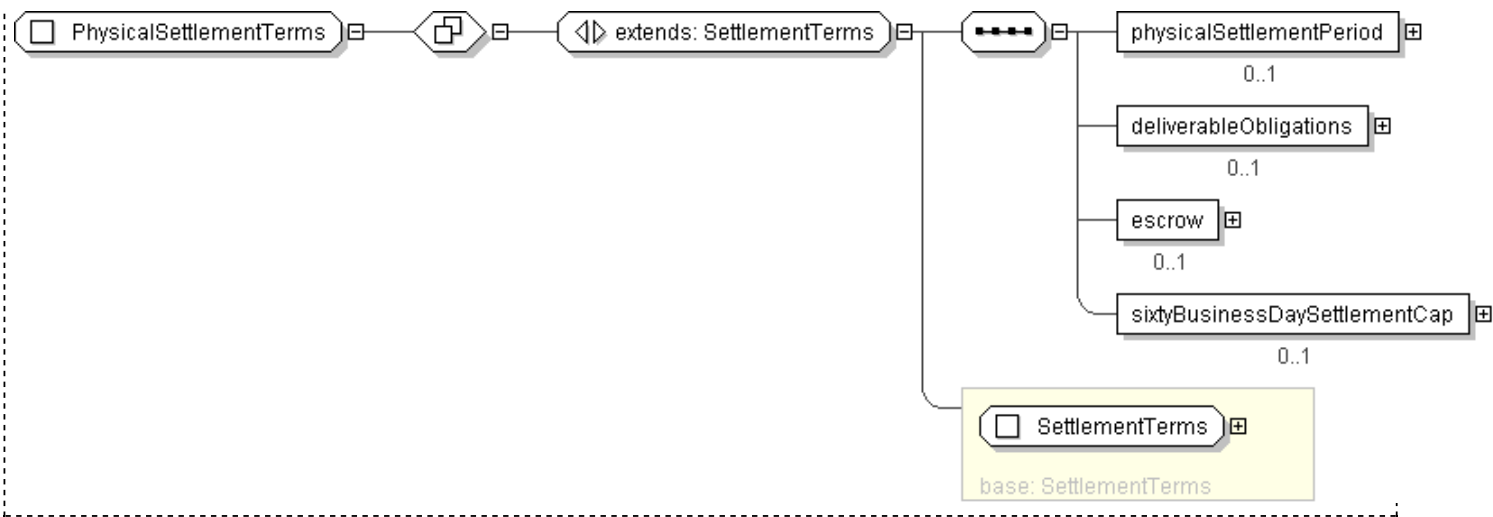 PhysicalSettlementTerms
extends: SettlementTerms
physicalSettlementPeriod
0..1
deliverableObligations
0..1
escrow
0..1
sixtyBusinessDaySettlementCap
0..1
SettlementTerms
base: SettlementTerms